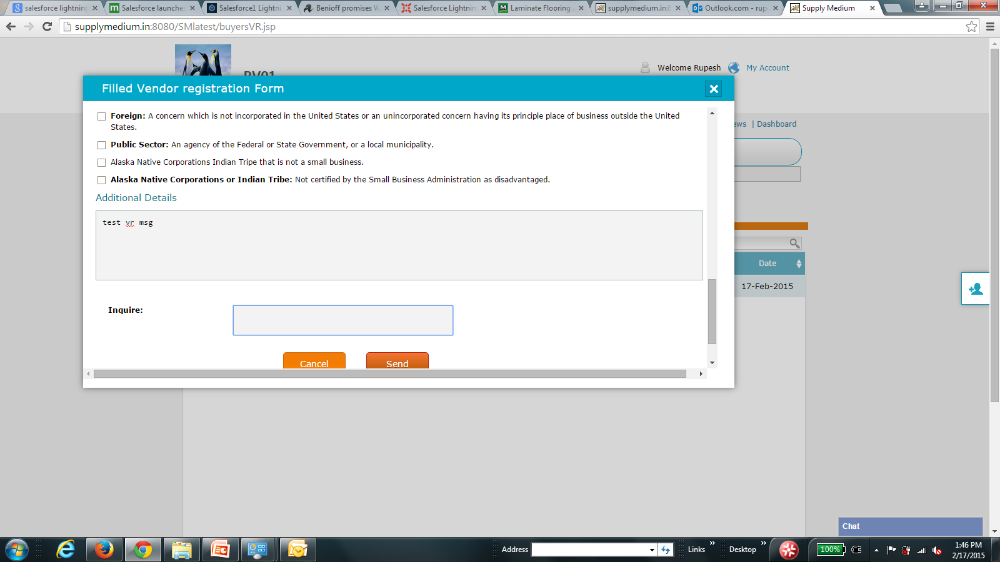 salesforce lightning
Salesforce launche
Salesforce1 Lightni
Benioff promises W
Salesforce Lightnin
Laminate Flooring
supplymedium.in:8
Outlook.com - rup
Supply Medium
supplymedium.in:8080/SMlatest/buyersVR.jsp
Welcome Rupesh
My Account
Filled Vendor registration Form
Foreign: A concern which is not incorporated in the United States or an unincorporated concern having its principle place of business outside the United
States.
ews | Dashboard
Public Sector: An agency of the Federal or State Government, or a local municipality.
Alaska Native Corporations Indian Tripe that is not a small business.
Alaska Native Corporations or Indian Tribe: Not certified by the Small Business Administration as disadvantaged.
Additional Details
test vr msg
Date
17-Feb-2015
Inquire:
Cancel
Send
Chat
Address
Links
Desktop
100%
1:46 PM
2/17/2015